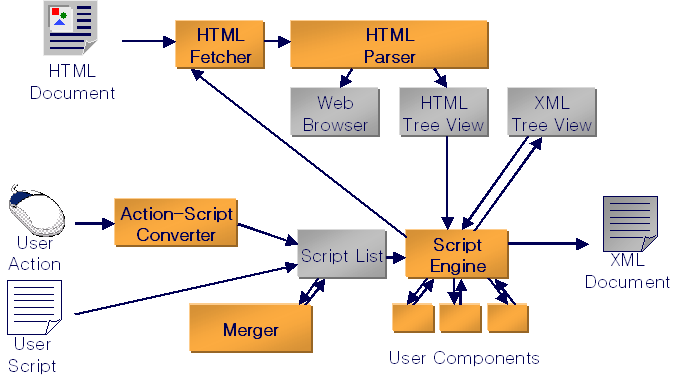 HTML
Document
HTML
Fetcher
HTML
Parser
Web
Browser
HTML
Tree View
XML
Tree View
User
Action
Action-Script
Converter
Script List
Script
Engine
XML
Document
User
Script
Merger
User Components